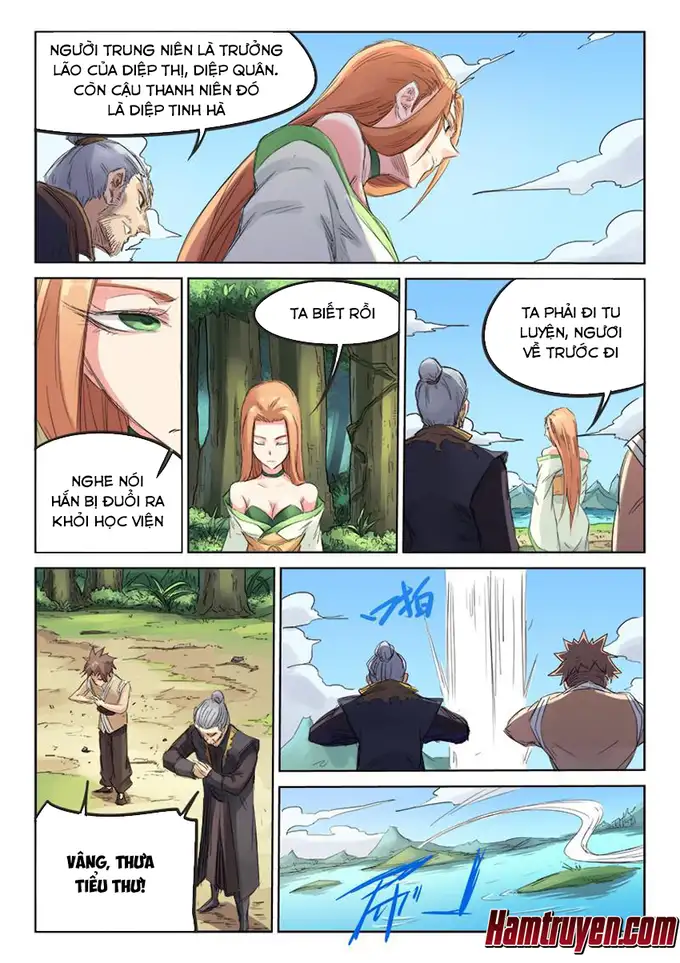 NGƯỜI TRUNG NIÊN LÀ TRƯỞNG
LÃO CỦA DIỆP THỊ, DIỆP QUÂN.
CÒN CẬU THANH NIÊN ĐÓ
LÀ DIỆP TINH HÀ
NGHE NÓI
HẮN BỊ ĐUỔI RA
KHỎI HỌC VIỆN
TA BIẾT RỒI
TA PHẢI ĐI TU
LUYỆN, NGƯƠI
VỀ TRƯỚC ĐI
VÂNG, THƯA
TIỂU THƯ!
啪
Hamtruyen.com